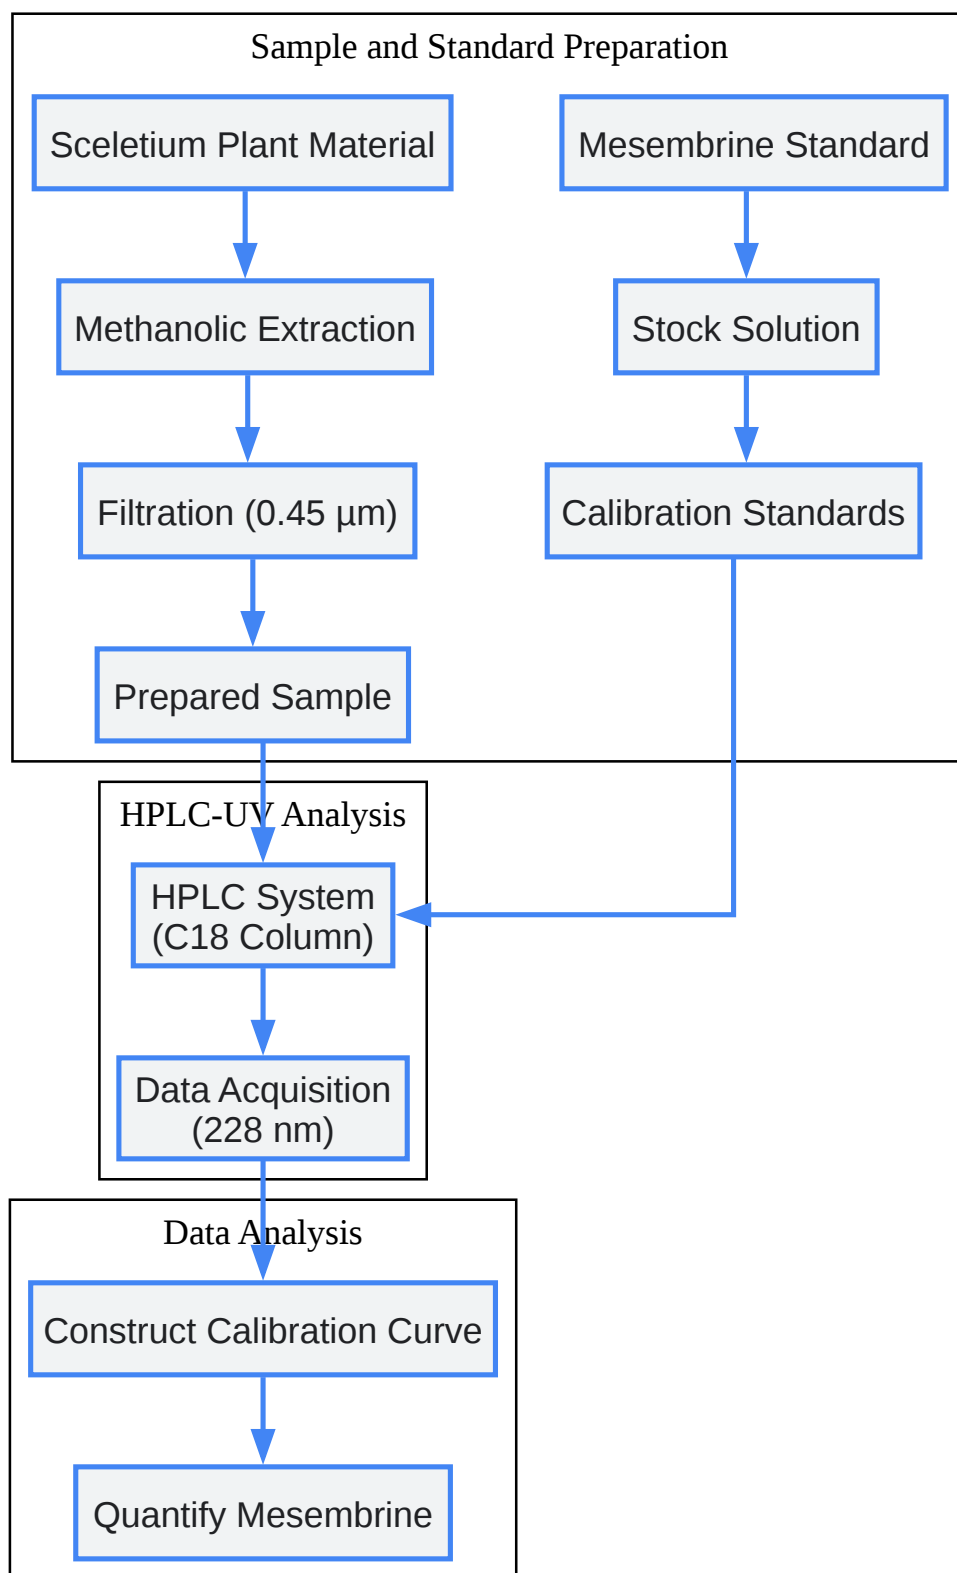 Sample and Standard Preparation
Sceletium Plant Material
Mesembrine Standard
Methanolic Extraction
Stock Solution
Filtration (0.45 µm)
Calibration Standards
Prepared Sample
HPLC-UV Analysis
HPLC System
(C18 Column)
Data Acquisition
(228 nm)
Data Analysis
Construct Calibration Curve
Quantify Mesembrine